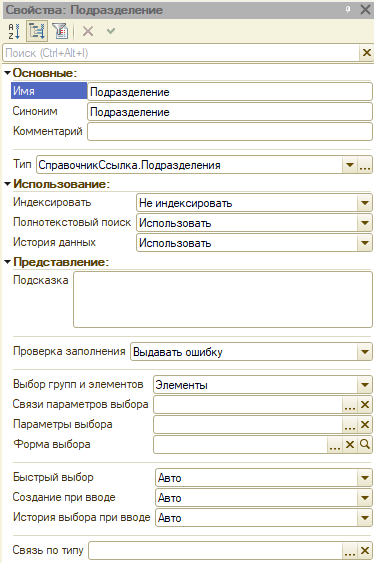 Свойства: Подразделение
Поиск (Ctrl+Alt+I)
Основные:
Имя Подразделение
Синоним Подразделение
Комментарий
Тип СправочникСсылка.Подразделения
Использование:
Индексировать Не индексировать
Полнотекстовый поиск Использовать
История данных Использовать
Представление:
Подсказка
Проверка заполнения Выдавать ошибку
Выбор групп и элементов Элементы
Связи параметров выбора
Параметры выбора
Форма выбора
Быстрый выбор Авто
Создание при вводе Авто
История выбора при вводе Авто
Связь по типу